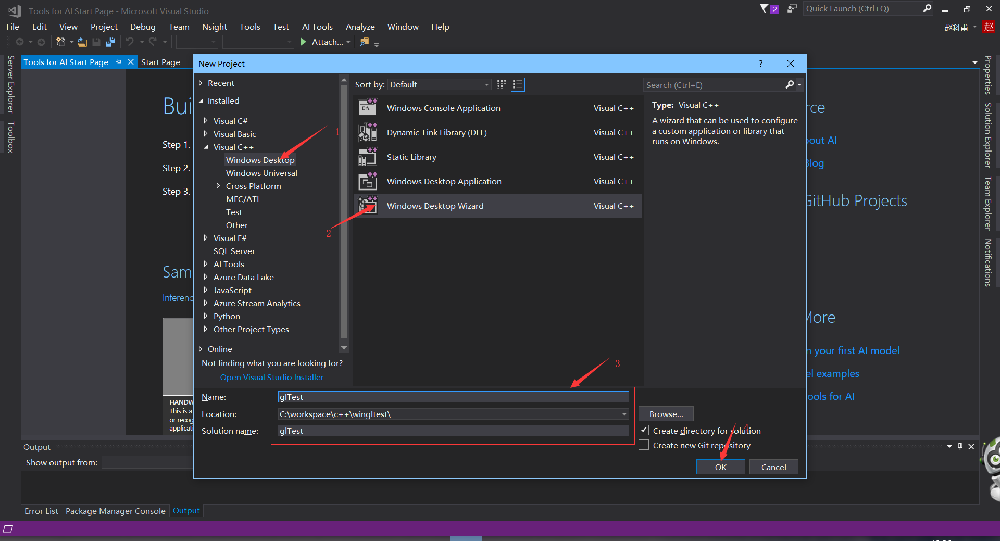 Tools for AI Start Page - Microsoft Visual Studio
2
Quick Launch (Ctrl+Q)
File Edit View Project Debug Team Nsight Tools Test AI Tools Analyze Window Help
赵科甫 赵
Attach...
Server Explorer
Toolbox
Tools for AI Start Page
Start Page
New Project
?
Recent
Installed
Visual C#
Visual Basic
Visual C++
Windows Desktop
Windows Universal
Cross Platform
MFC/ATL
Test
Other
Visual F#
SQL Server
AI Tools
Azure Data Lake
JavaScript
Azure Stream Analytics
Python
Other Project Types
Online
Not finding what you are looking for?
Open Visual Studio Installer
Sort by: Default
Search (Ctrl+E)
Windows Console Application Visual C++
Dynamic-Link Library (DLL) Visual C++
Static Library Visual C++
Windows Desktop Application Visual C++
Windows Desktop Wizard Visual C++
Type: Visual C++
A wizard that can be used to configure
a custom application or library that
runs on Windows.
1
2
3
4
Name: glTest
Location: C:\workspace\c++\wingltest\
Browse...
Solution name: glTest
Create directory for solution
Create new Git repository
OK
Cancel
Bui
Step 1.
Step 2.
Step 3.
Sam
Inferenc
HANDW
This is a
or recog
applicati
rce
bout AI
Blog
GitHub Projects
More
n your first AI model
el examples
ools for AI
Properties
Solution Explorer
Team Explorer
Notifications
Output
Show output from:
Error List Package Manager Console Output